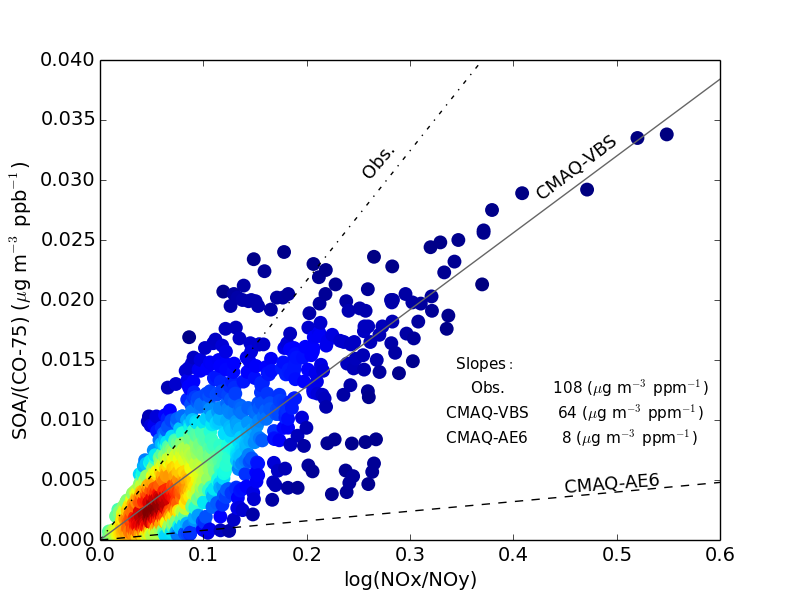 0.040
0.035
0.030
0.025
0.020
0.015
0.010
0.005
0.000
SOA/(CO-75) (μg m⁻³ ppb⁻¹)
Obs.
CMAQ-VBS
Slopes:
Obs. 108 (μg m⁻³ ppm⁻¹)
CMAQ-VBS 64 (μg m⁻³ ppm⁻¹)
CMAQ-AE6 8 (μg m⁻³ ppm⁻¹)
CMAQ-AE6
0.0 0.1 0.2 0.3 0.4 0.5 0.6
log(NOx/NOy)